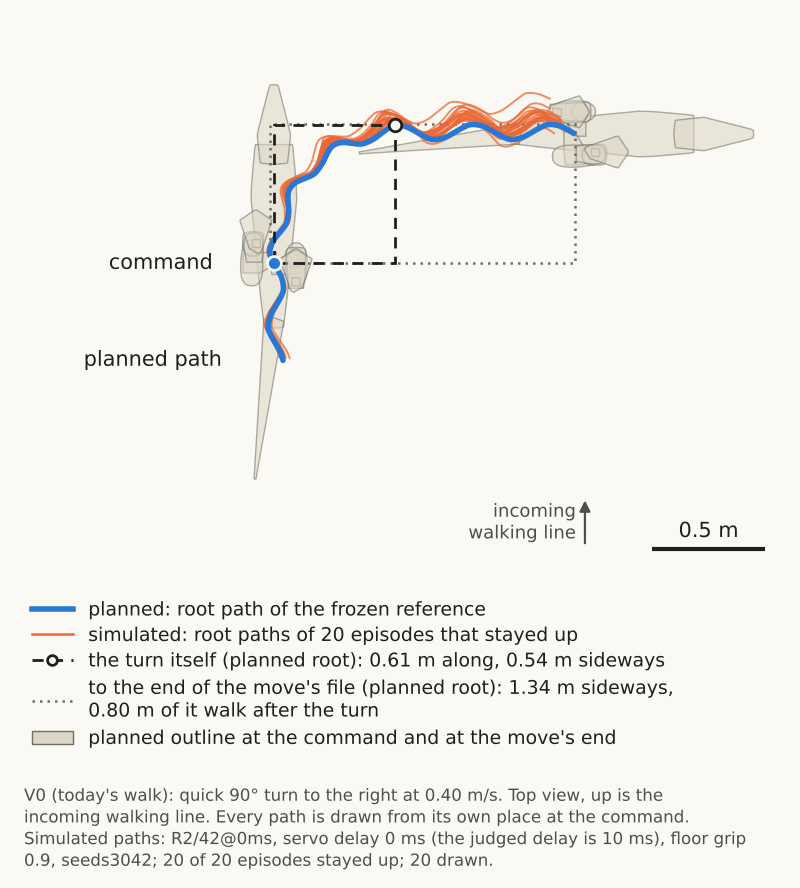 command
planned path
incoming
walking line
0.5 m
planned: root path of the frozen reference
simulated: root paths of 20 episodes that stayed up
the turn itself (planned root): 0.61 m along, 0.54 m sideways
to the end of the move's file (planned root): 1.34 m sideways,
0.80 m of it walk after the turn
planned outline at the command and at the move's end
V0 (today's walk): quick 90° turn to the right at 0.40 m/s. Top view, up is the
incoming walking line. Every path is drawn from its own place at the command.
Simulated paths: R2/42@0ms, servo delay 0 ms (the judged delay is 10 ms), floor grip
0.9, seeds3042; 20 of 20 episodes stayed up; 20 drawn.